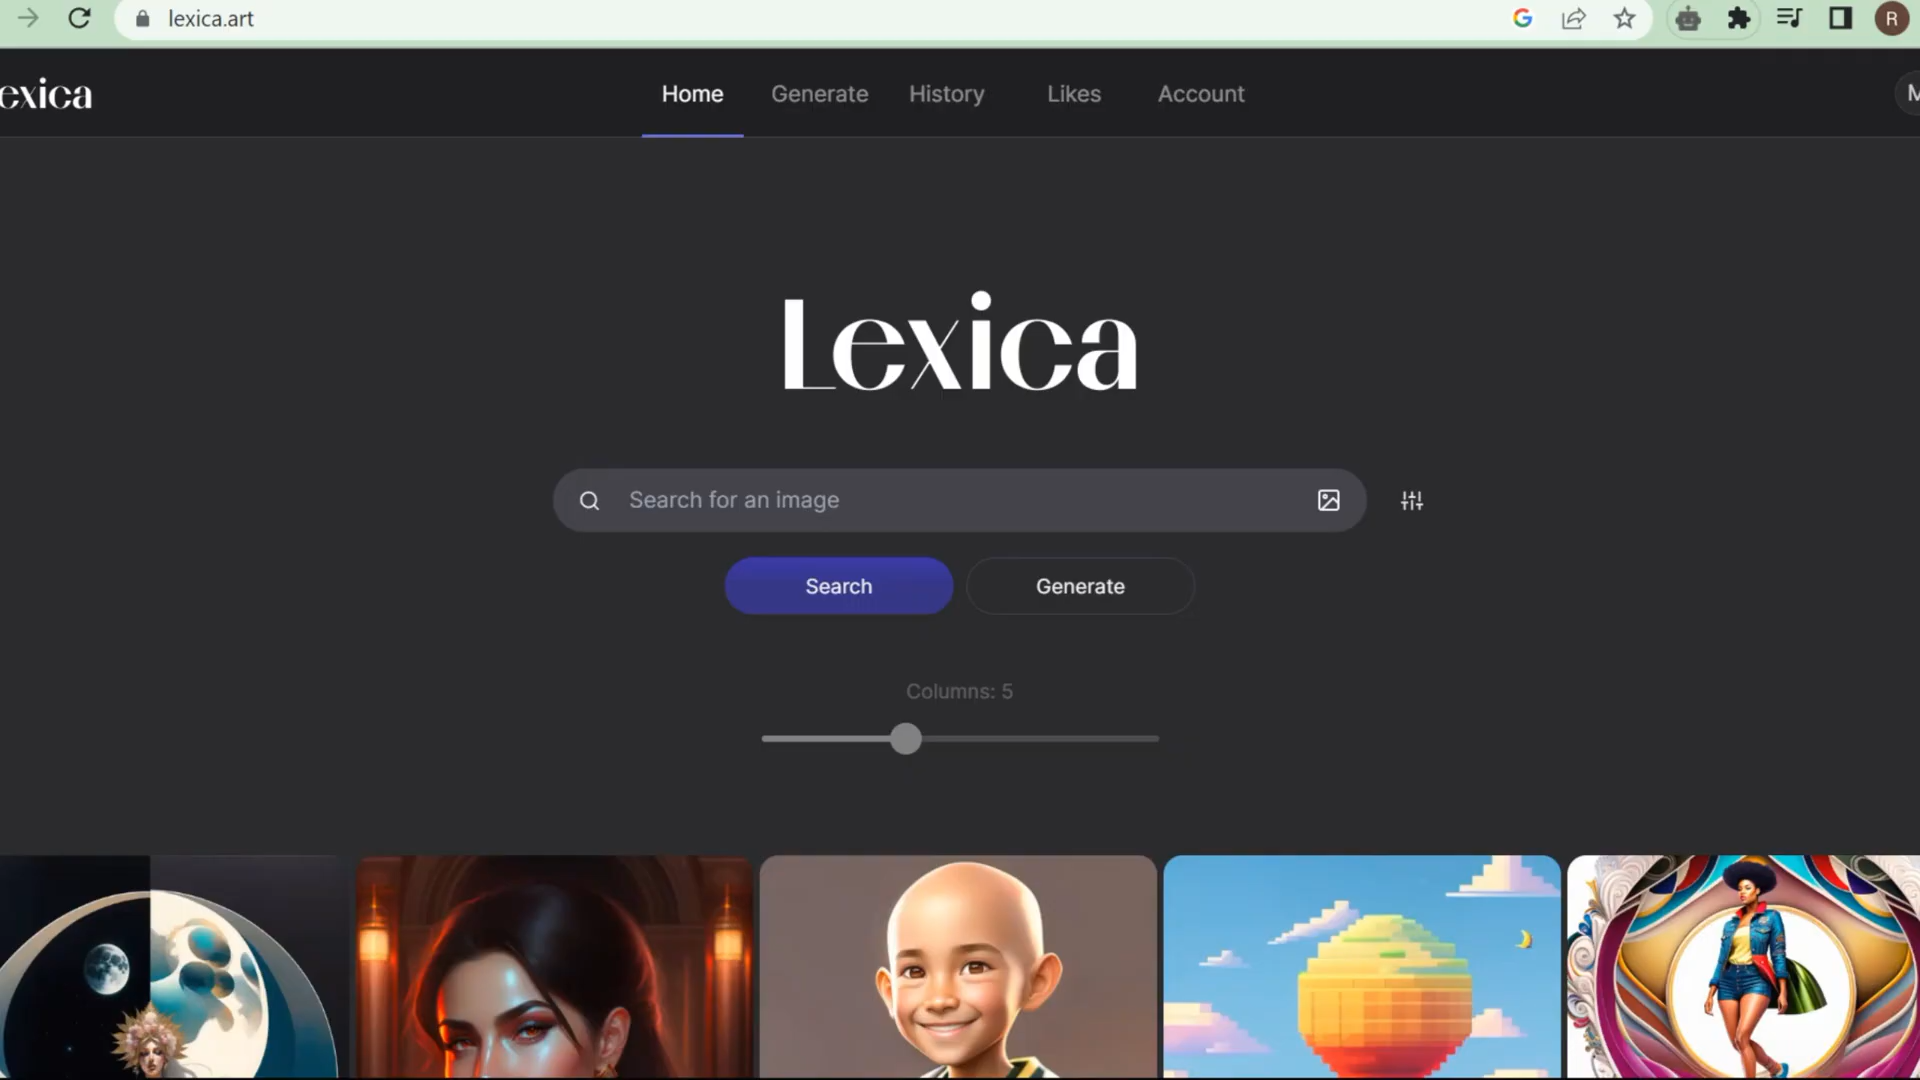 lexica.art
R
exica
Home
Generate
History
Likes
Account
M
Lexica
Search for an image
Search
Generate
Columns: 5